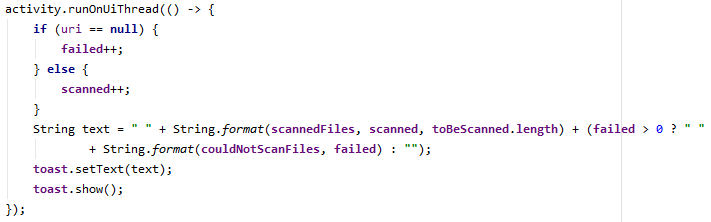 activity.runOnUiThread(() -> {
    if (uri == null) {
        failed++;
    } else {
        scanned++;
    }
    String text = " " + String.format(scannedFiles, scanned, toBeScanned.length) + (failed > 0 ? " "
            + String.format(couldNotScanFiles, failed) : "");
    toast.setText(text);
    toast.show();
});